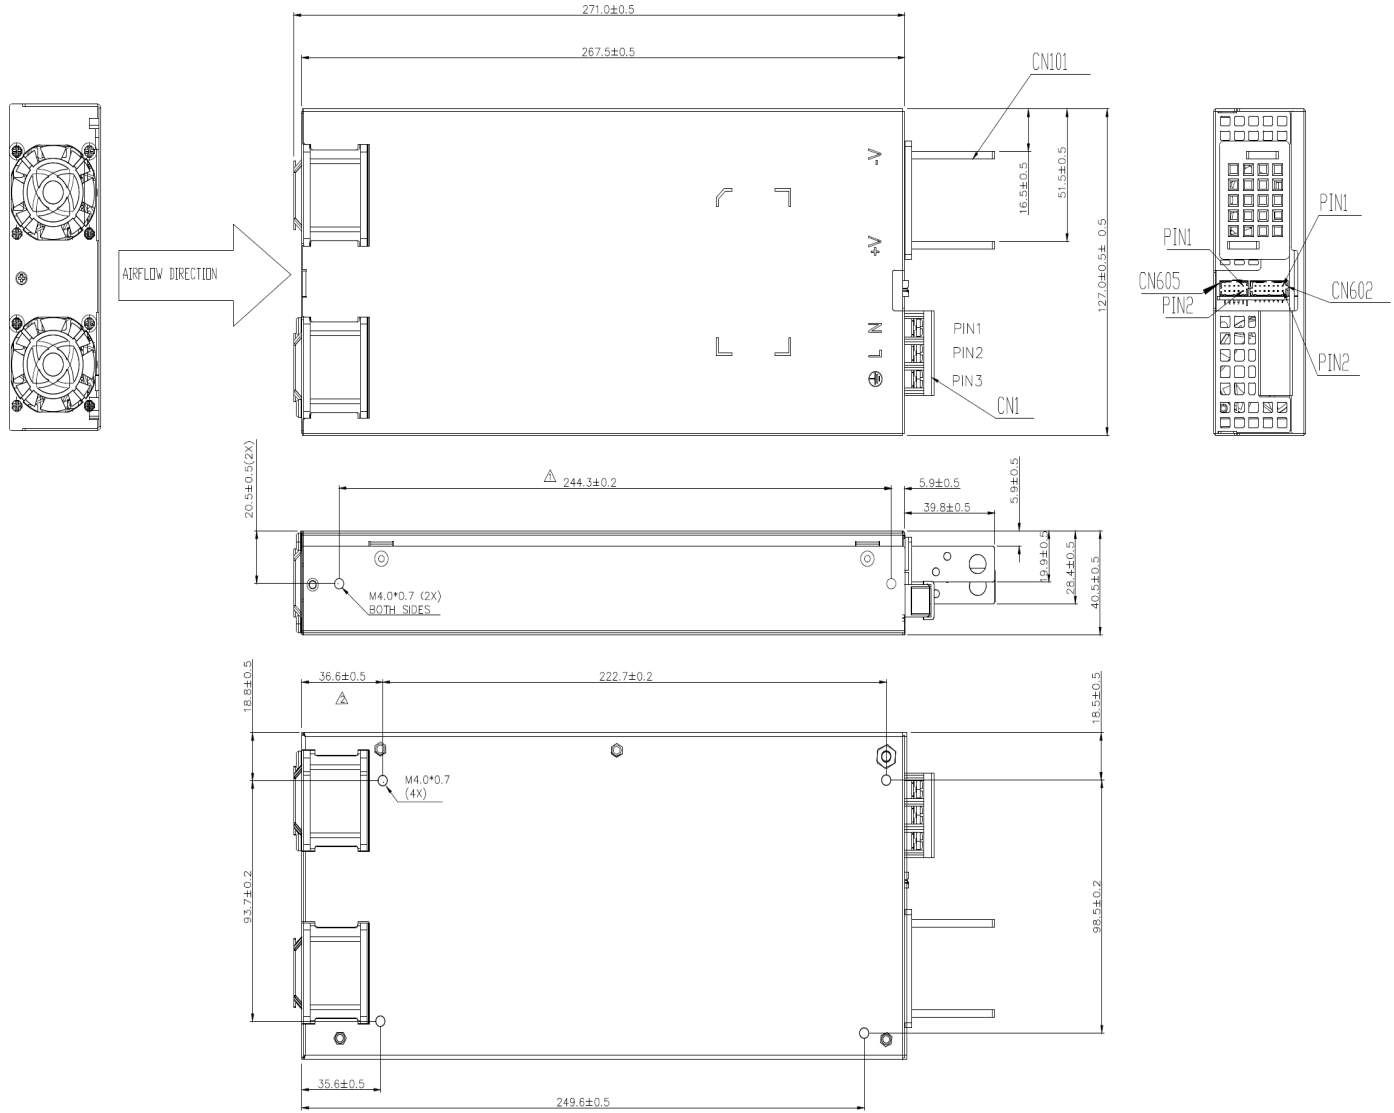 271.0±0.5
267.5±0.5
CN101
-V
16.5±0.5
51.5±0.5
127.0±0.5± 0.5
+V
AIRFLOW DIRECTION
N
L
PIN1
PIN2
PIN3
CN1
PIN1
PIN1
CN605
PIN2
CN602
PIN2
20.5±0.5(2X)
1
244.3±0.2
5.9±0.5
39.8±0.5
5.9±0.5
19.9±0.5
28.4±0.5
40.5±0.5
M4.0*0.7 (2X)
BOTH SIDES
18.8±0.5
36.6±0.5
2
222.7±0.2
18.5±0.5
M4.0*0.7
(4X)
93.7±0.2
98.5±0.2
35.6±0.5
249.6±0.5